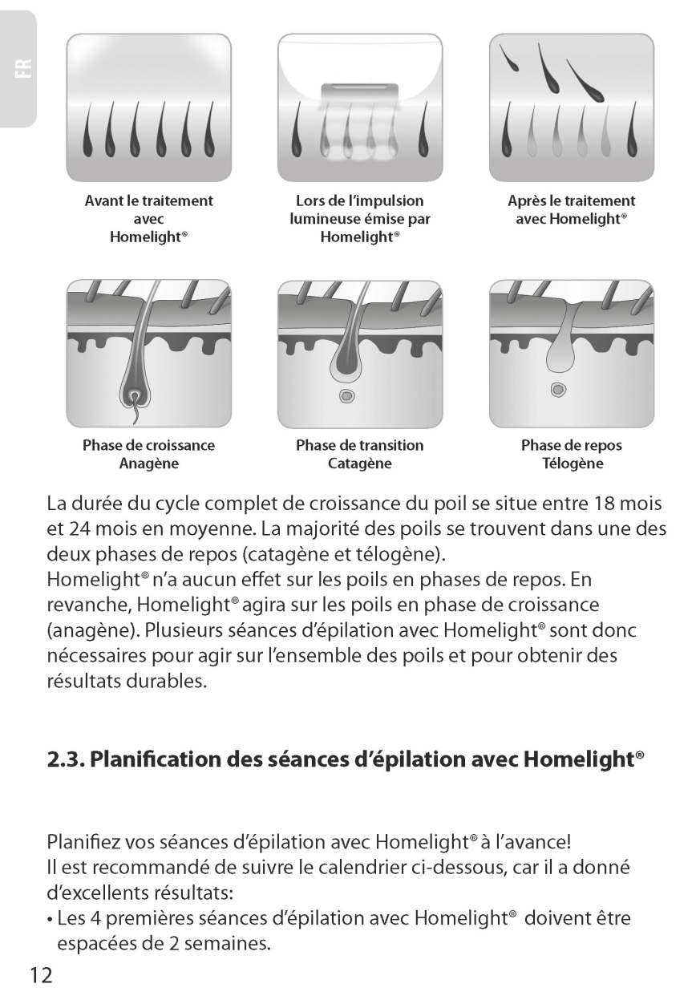 FR
Avant le traitement
avec
Homelight®
Lors de l’impulsion
lumineuse émise par
Homelight®
Après le traitement
avec Homelight®
Phase de croissance
Anagène
Phase de transition
Catagène
Phase de repos
Télogène
La durée du cycle complet de croissance du poil se situe entre 18 mois
et 24 mois en moyenne. La majorité des poils se trouvent dans une des
deux phases de repos (catagène et télogène).
Homelight® n’a aucun effet sur les poils en phases de repos. En
revanche, Homelight® agira sur les poils en phase de croissance
(anagène). Plusieurs séances d’épilation avec Homelight® sont donc
nécessaires pour agir sur l’ensemble des poils et pour obtenir des
résultats durables.
2.3. Planification des séances d’épilation avec Homelight®
Planifiez vos séances d’épilation avec Homelight® à l’avance!
Il est recommandé de suivre le calendrier ci-dessous, car il a donné
d’excellents résultats:
• Les 4 premières séances d’épilation avec Homelight® doivent être
espacées de 2 semaines.
12